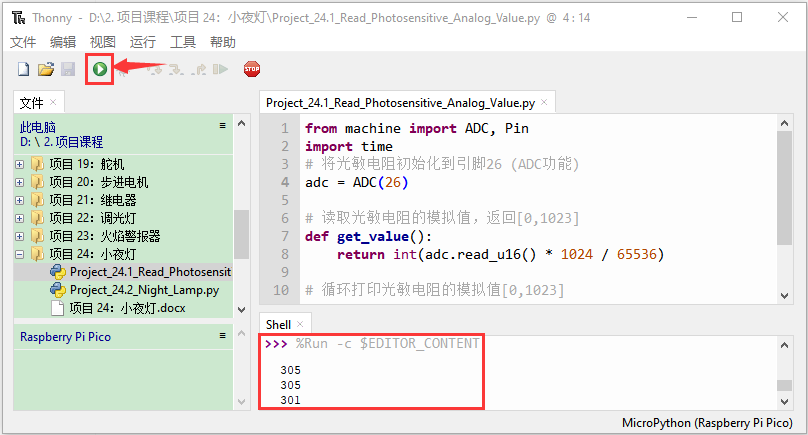 Thonny - D:\2. 项目课程\项目 24：小夜灯\Project_24.1_Read_Photosensitive_Analog_Value.py @ 4 : 14
文件 编辑 视图 运行 工具 帮助
STOP
文件
此电脑
D: \ 2. 项目课程
项目 19：舵机
项目 20：步进电机
项目 21：继电器
项目 22：调光灯
项目 23：火焰警报器
项目 24：小夜灯
Project_24.1_Read_Photosensit
Project_24.2_Night_Lamp.py
项目 24：小夜灯.docx
Raspberry Pi Pico
Project_24.1_Read_Photosensitive_Analog_Value.py
1 from machine import ADC, Pin
2 import time
3 # 将光敏电阻初始化到引脚26 (ADC功能)
4 adc = ADC(26)
5
6 # 读取光敏电阻的模拟值，返回[0,1023]
7 def get_value():
8     return int(adc.read_u16() * 1024 / 65536)
9
10 # 循环打印光敏电阻的模拟值[0,1023]
Shell
>>> %Run -c $EDITOR_CONTENT
305
305
301
MicroPython (Raspberry Pi Pico)